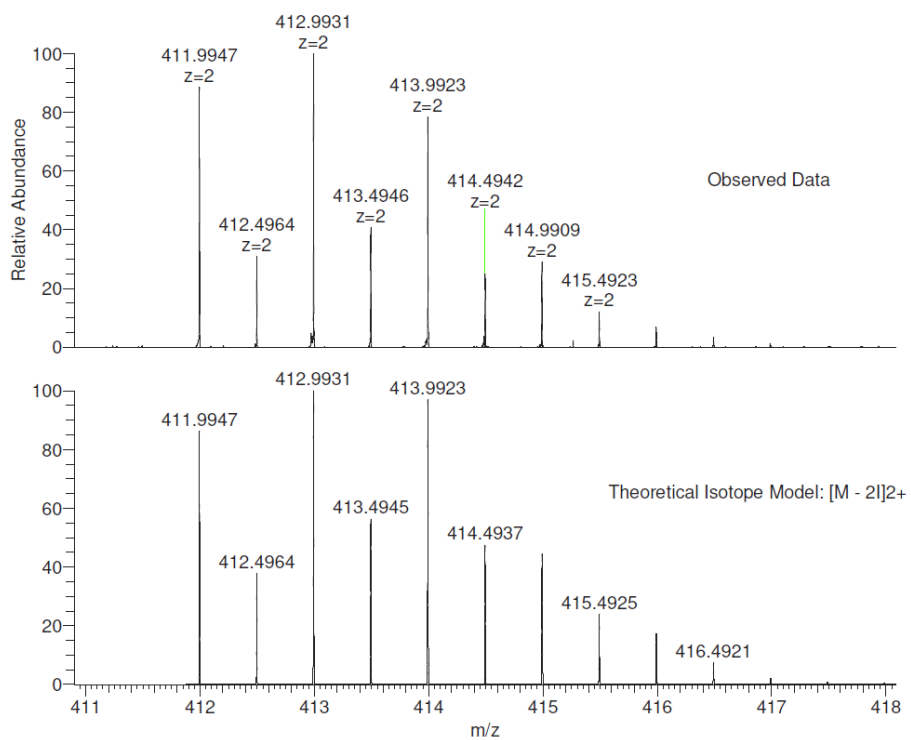 412.9931
z=2
411.9947
z=2
413.9923
z=2
414.4942
z=2
413.4946
z=2
412.4964
z=2
414.9909
z=2
415.4923
z=2
Observed Data
Relative Abundance
100
80
60
40
20
0
412.9931
413.9923
411.9947
Theoretical Isotope Model: [M - 2I]2+
413.4945
414.4937
412.4964
415.4925
416.4921
100
80
60
40
20
0
411 412 413 414 415 416 417 418
m/z